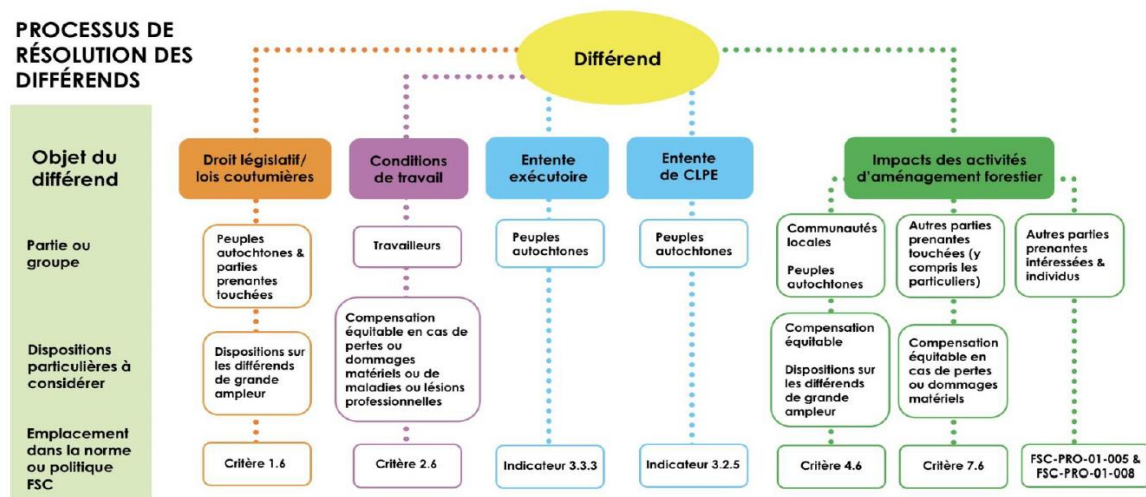 PROCESSUS DE
RÉSOLUTION DES
DIFFÉRENDS
Différend
Objet du
différend
Droit législatif/
lois coutumières
Conditions
de travail
Entente
exécutoire
Entente
de CLPE
Impacts des activités
d'aménagement forestier
Partie ou
groupe
Peuples
autochtones &
parties
prenantes
touchées
Travailleurs
Peuples
autochtones
Peuples
autochtones
Communautés
locales
Peuples
autochtones
Autres parties
prenantes
touchées (y
compris les
particuliers)
Autres parties
prenantes
intéressées &
individus
Dispositions
particulières à
considérer
Dispositions sur
les différends
de grande
ampleur
Compensation
équitable en cas de
pertes ou
dommages
matériels ou de
maladies ou lésions
professionnelles
Compensation
équitable
Dispositions sur
les différends
de grande
ampleur
Compensation
équitable en
cas de pertes
ou dommages
matériels
Emplacement
dans la norme
ou politique
FSC
Critère 1.6
Critère 2.6
Indicateur 3.3.3
Indicateur 3.2.5
Critère 4.6
Critère 7.6
FSC-PRO-01-005 &
FSC-PRO-01-008